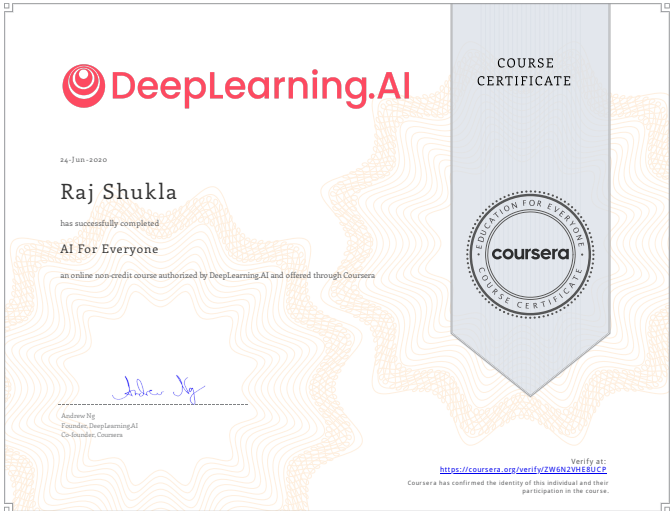 DeepLearning.AI
COURSE
CERTIFICATE
24-Jun-2020
Raj Shukla
has successfully completed
AI For Everyone
an online non-credit course authorized by DeepLearning.AI and offered through Coursera
EDUCATION FOR EVERYONE
coursera
COURSE CERTIFICATE
Andrew Ng
Andrew Ng
Founder, DeepLearning.AI
Co-founder, Coursera
Verify at:
https://coursera.org/verify/ZW6N2VHE8UCP
Coursera has confirmed the identity of this individual and their
participation in the course.